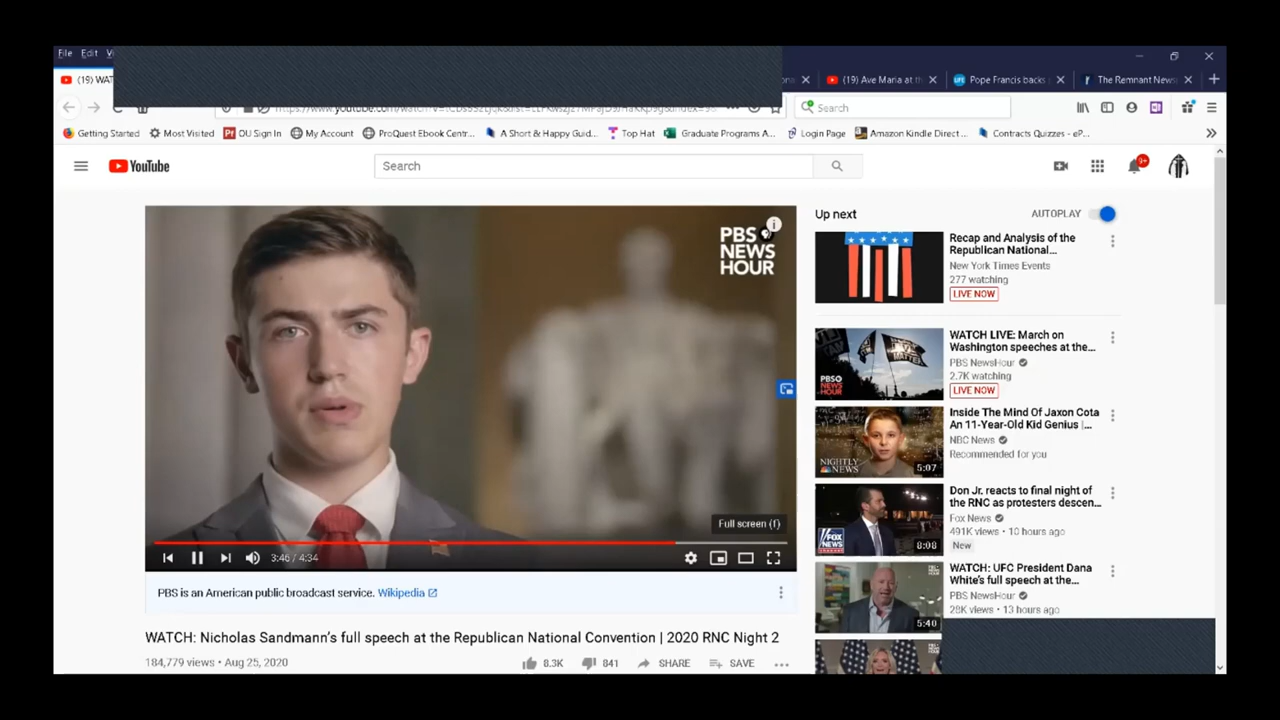 File Edit
(19) WAT
(19) Ave Maria at th
Pope Francis backs
The Remnant News
Search
Getting Started
Most Visited
OU Sign In
My Account
ProQuest Ebook Centr...
A Short & Happy Guid...
Top Hat
Graduate Programs A...
Login Page
Amazon Kindle Direct ...
Contracts Quizzes - eP...
YouTube
Search
9+
PBS
NEWS
HOUR
Full screen (f)
3:46 / 4:34
PBS is an American public broadcast service. Wikipedia
WATCH: Nicholas Sandmann's full speech at the Republican National Convention | 2020 RNC Night 2
184,779 views • Aug 25, 2020
8.3K
841
SHARE
SAVE
Up next
AUTOPLAY
Recap and Analysis of the
Republican National...
New York Times Events
277 watching
LIVE NOW
WATCH LIVE: March on
Washington speeches at the...
PBS NewsHour
2.7K watching
LIVE NOW
Inside The Mind Of Jaxon Cota
An 11-Year-Old Kid Genius |...
NBC News
Recommended for you
NIGHTLY
NEWS
5:07
Don Jr. reacts to final night of
the RNC as protesters descen...
Fox News
491K views • 10 hours ago
New
FOX
NEWS
8:08
WATCH: UFC President Dana
White's full speech at the...
PBS NewsHour
28K views • 13 hours ago
5:40